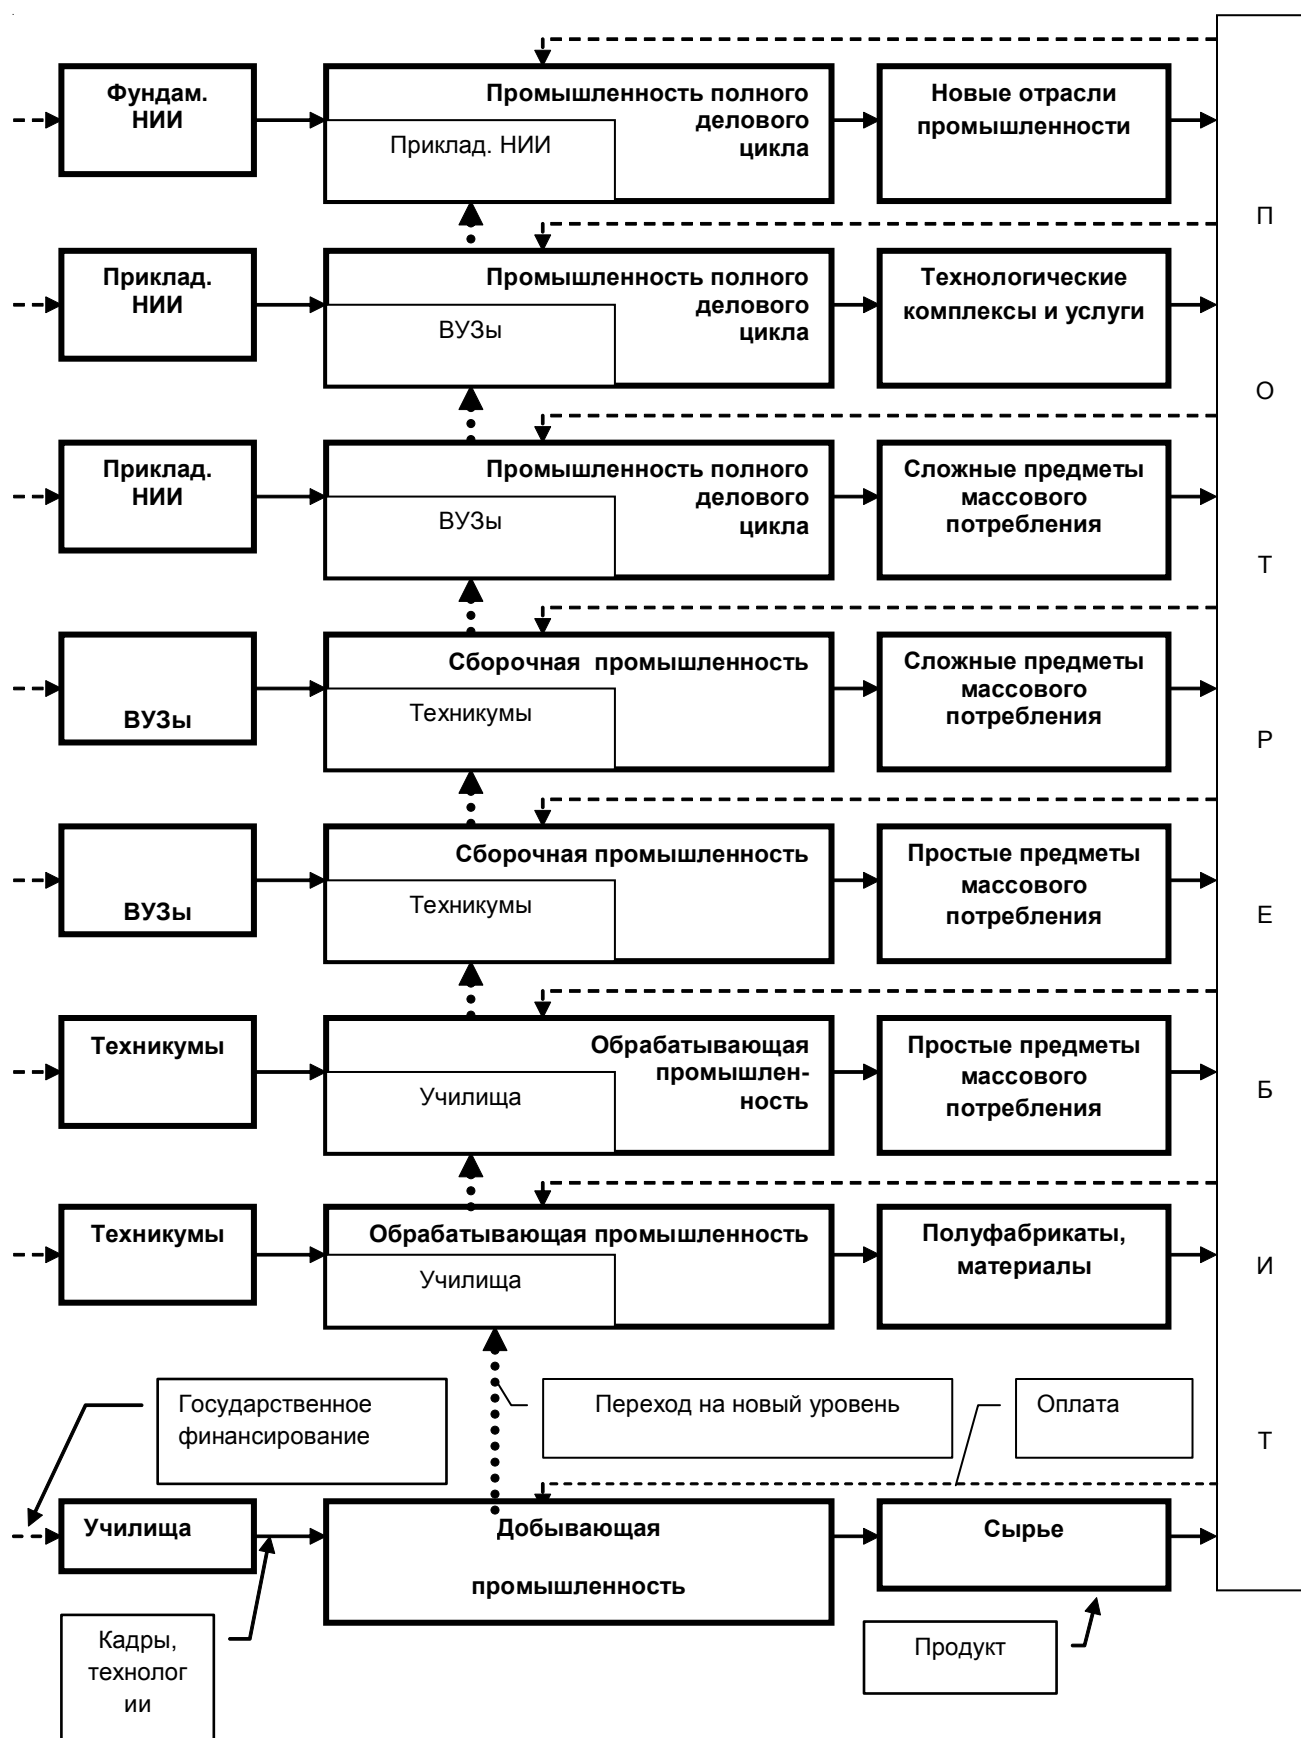 Фундам.
НИИ
Промышленность полного
делового
цикла
Приклад. НИИ
Новые отрасли
промышленности
Приклад.
НИИ
Промышленность полного
делового
цикла
ВУЗы
Технологические
комплексы и услуги
Приклад.
НИИ
Промышленность полного
делового
цикла
ВУЗы
Сложные предметы
массового
потребления
ВУЗы
Сборочная промышленность
Техникумы
Сложные предметы
массового
потребления
ВУЗы
Сборочная промышленность
Техникумы
Простые предметы
массового
потребления
Техникумы
Обрабатывающая
промышлен-
ность
Училища
Простые предметы
массового
потребления
Техникумы
Обрабатывающая промышленность
Училища
Полуфабрикаты,
материалы
Государственное
финансирование
Переход на новый уровень
Оплата
Училища
Добывающая
промышленность
Сырье
Кадры,
технолог
ии
Продукт
П
О
Т
Р
Е
Б
И
Т